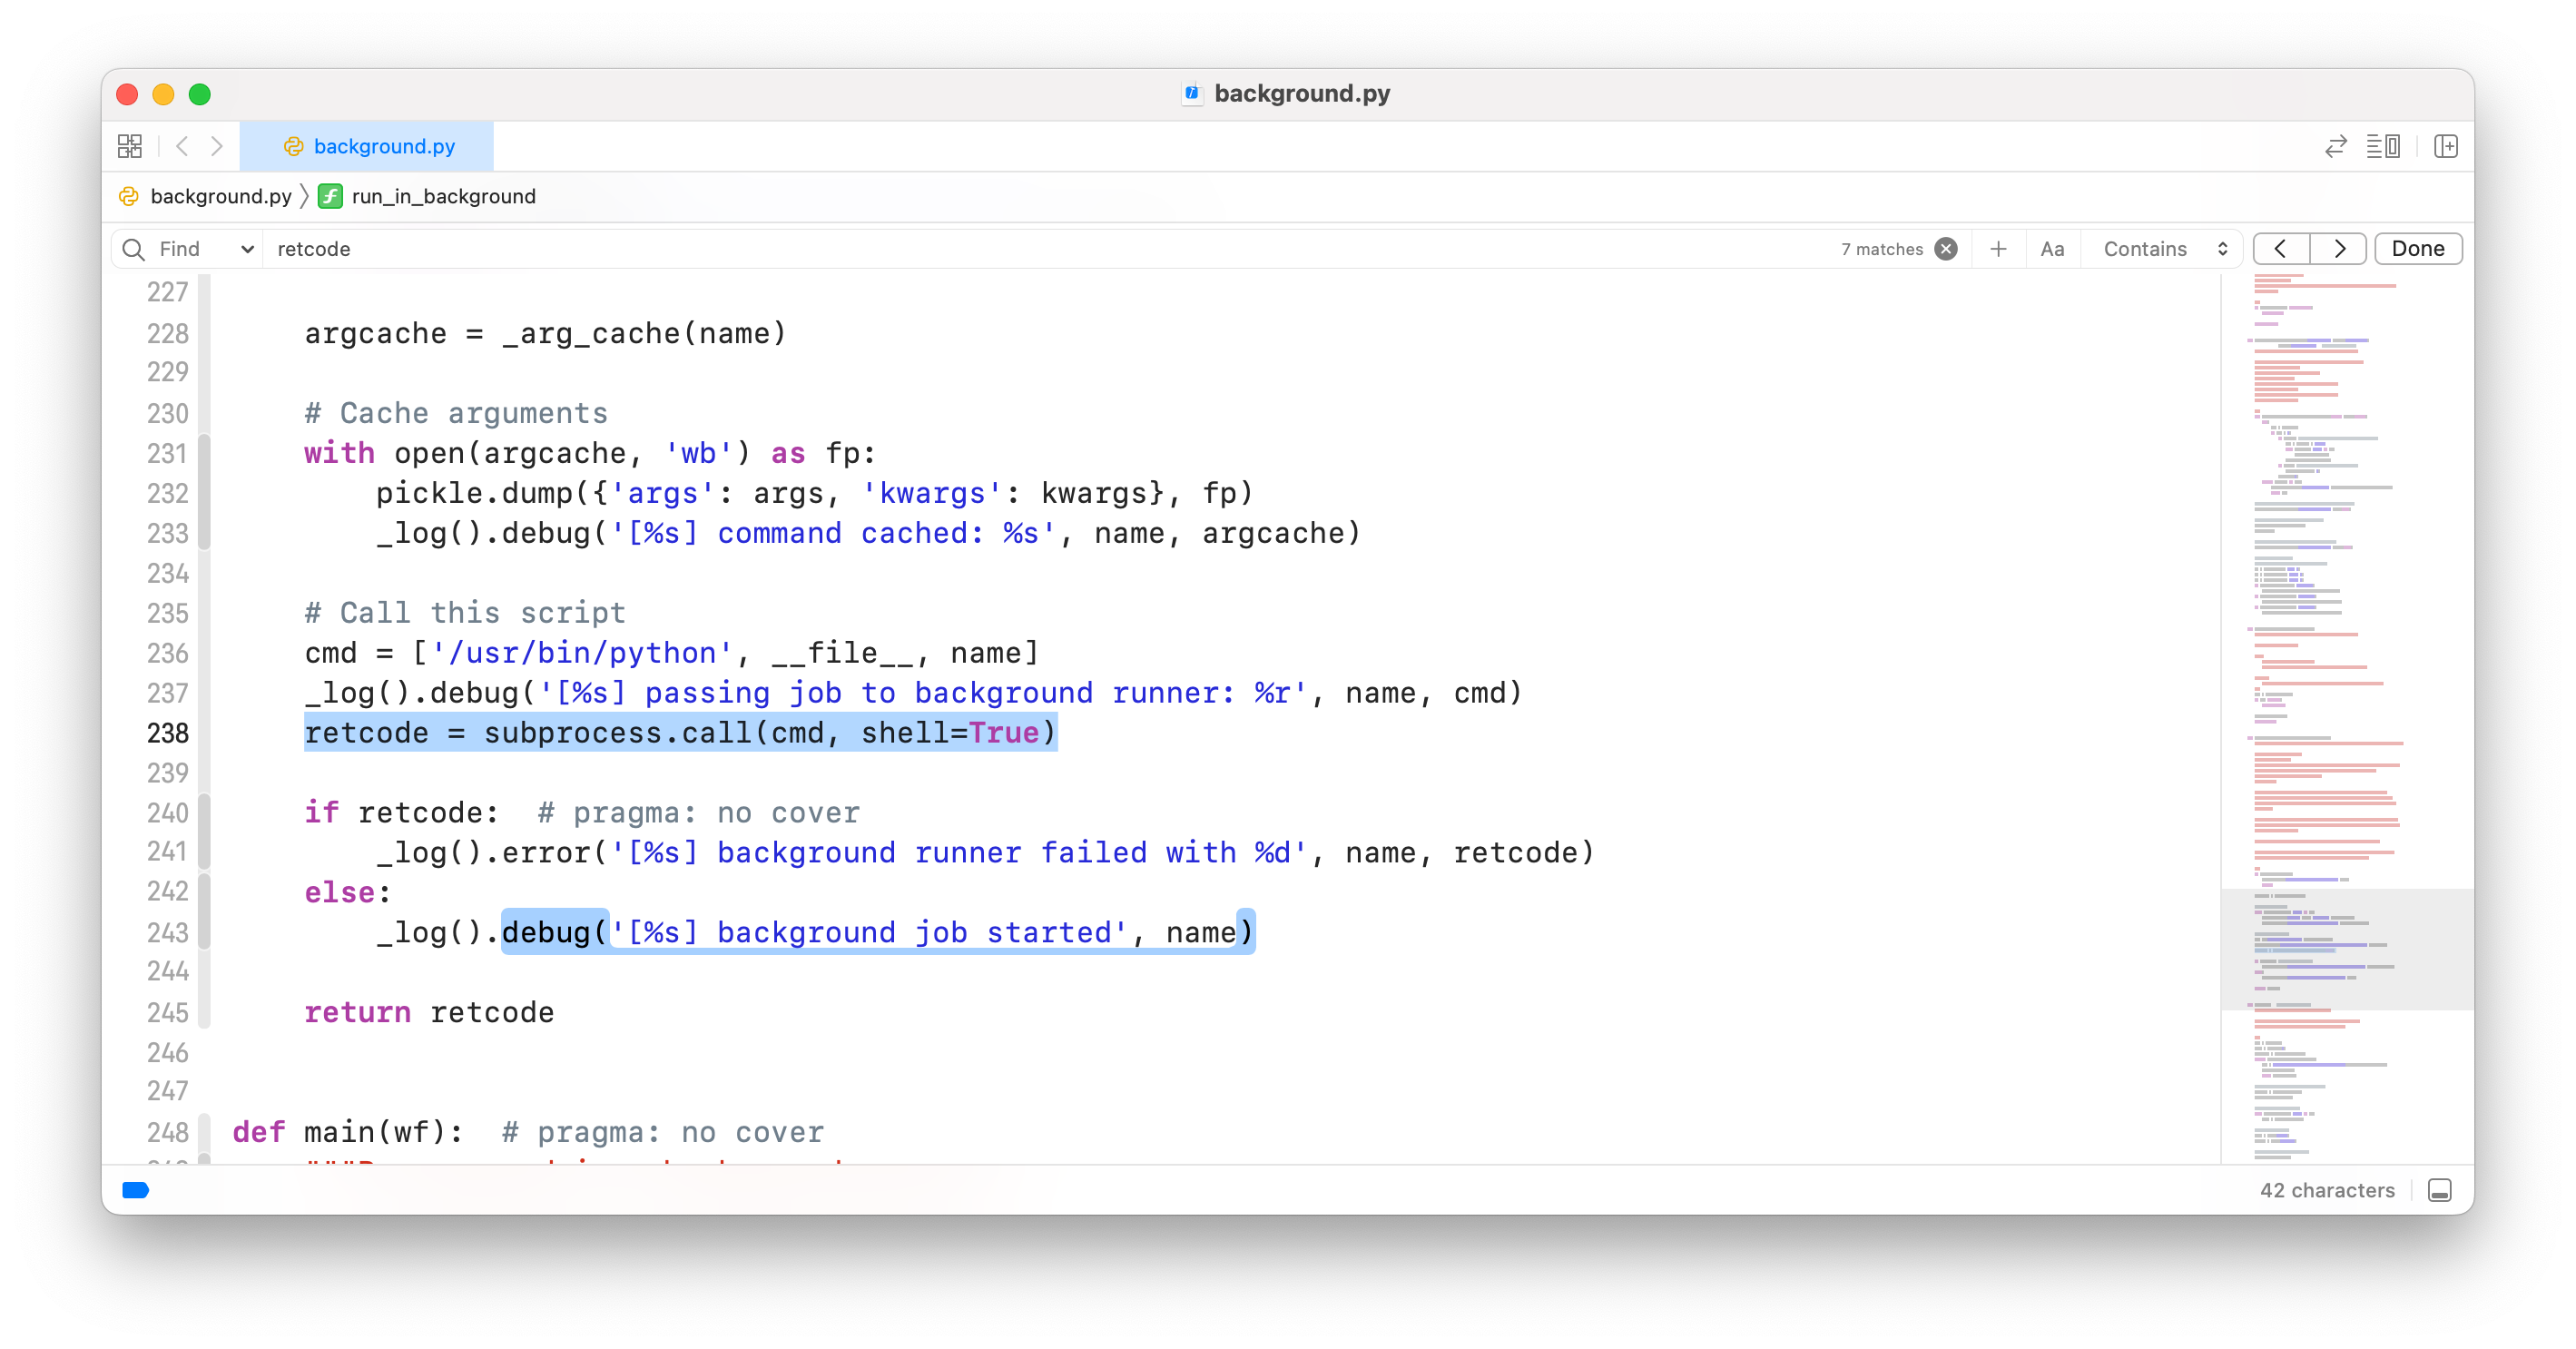 background.py
background.py
background.py run_in_background
Find retcode 7 matches Aa Contains Done
227
228 argcache = _arg_cache(name)
229
230 # Cache arguments
231 with open(argcache, 'wb') as fp:
232 pickle.dump({'args': args, 'kwargs': kwargs}, fp)
233 _log().debug('[%s] command cached: %s', name, argcache)
234
235 # Call this script
236 cmd = ['/usr/bin/python', __file__, name]
237 _log().debug('[%s] passing job to background runner: %r', name, cmd)
238 retcode = subprocess.call(cmd, shell=True)
239
240 if retcode:  # pragma: no cover
241 _log().error('[%s] background runner failed with %d', name, retcode)
242 else:
243 _log().debug('[%s] background job started', name)
244
245 return retcode
246
247
248 def main(wf):  # pragma: no cover
42 characters